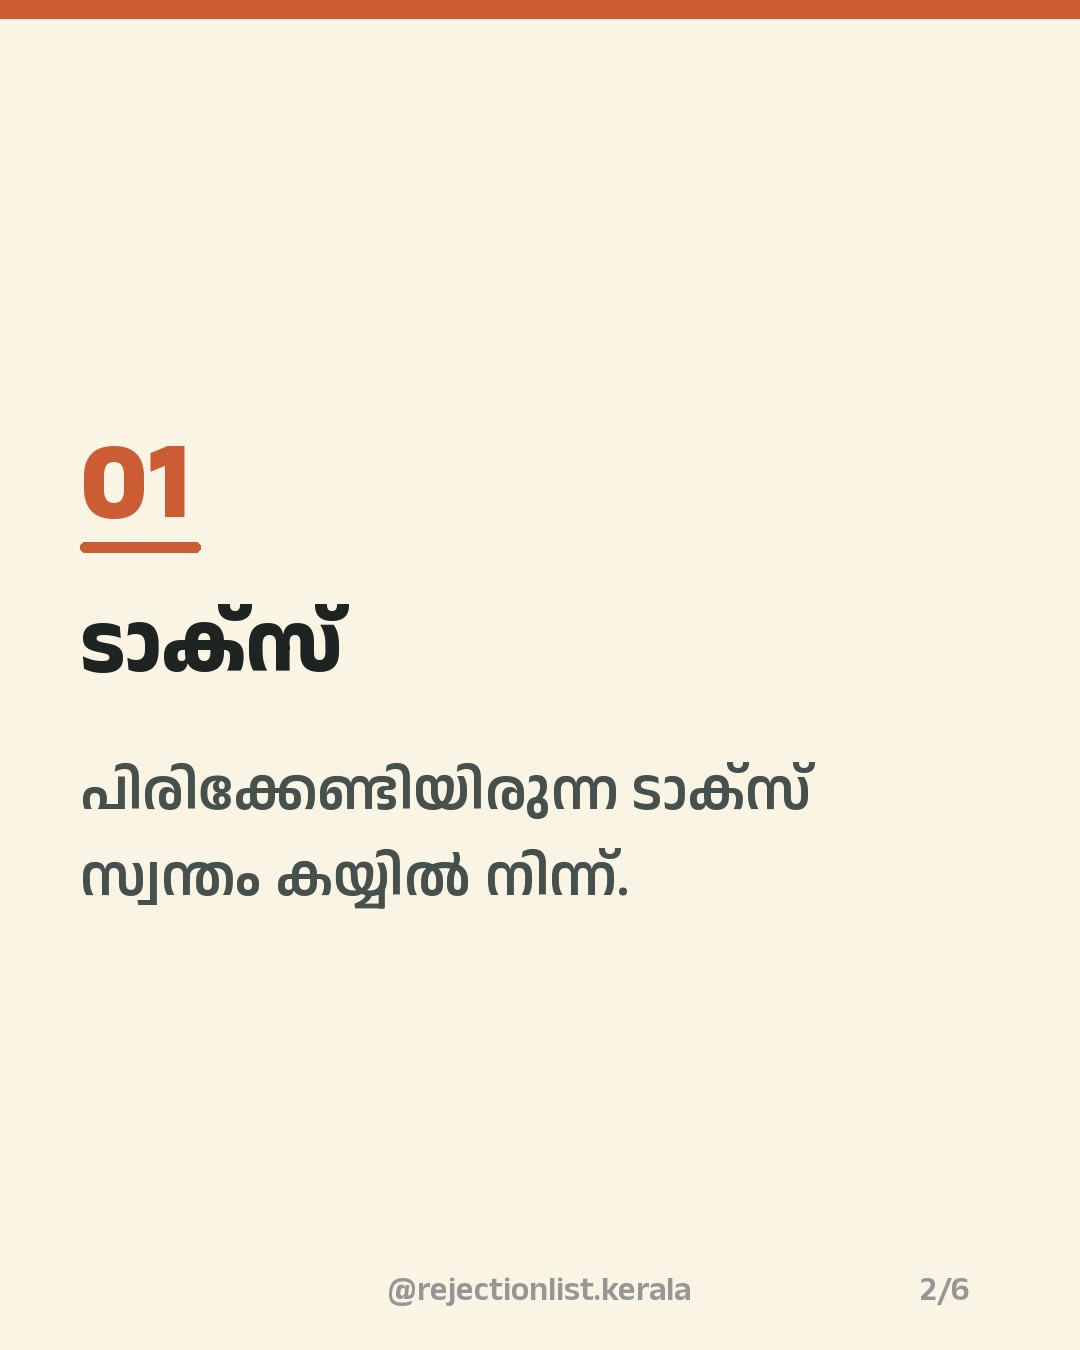 01
ടാക്സ്
പിരിക്കേണ്ടിയിരുന്ന ടാക്സ്
സ്വന്തം കയ്യിൽ നിന്ന്.
@rejectionlist.kerala
2/6